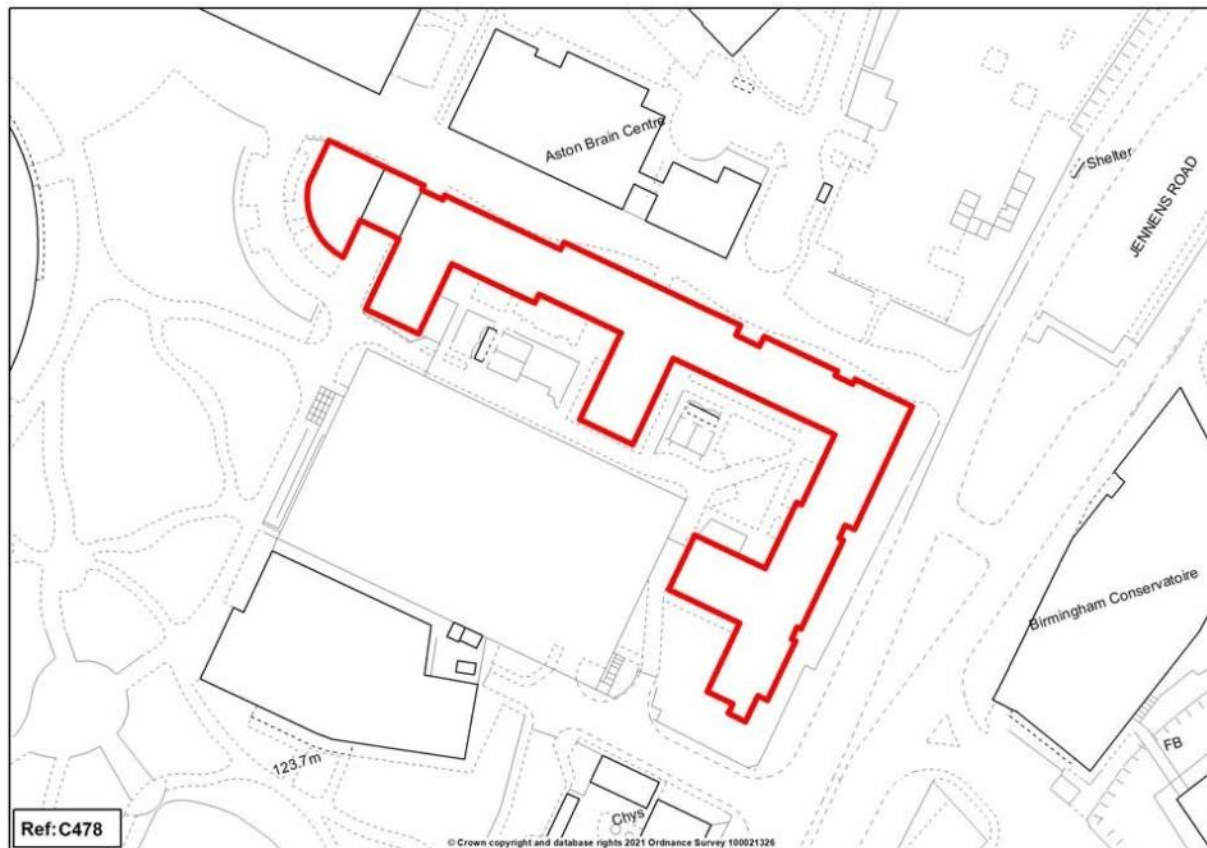 Aston Brain Centre
Shelter
JENNENS ROAD
Birmingham Conservatoire
123.7m
FB
Chys
Ref:C478
© Crown copyright and database rights 2021 Ordnance Survey 100021326